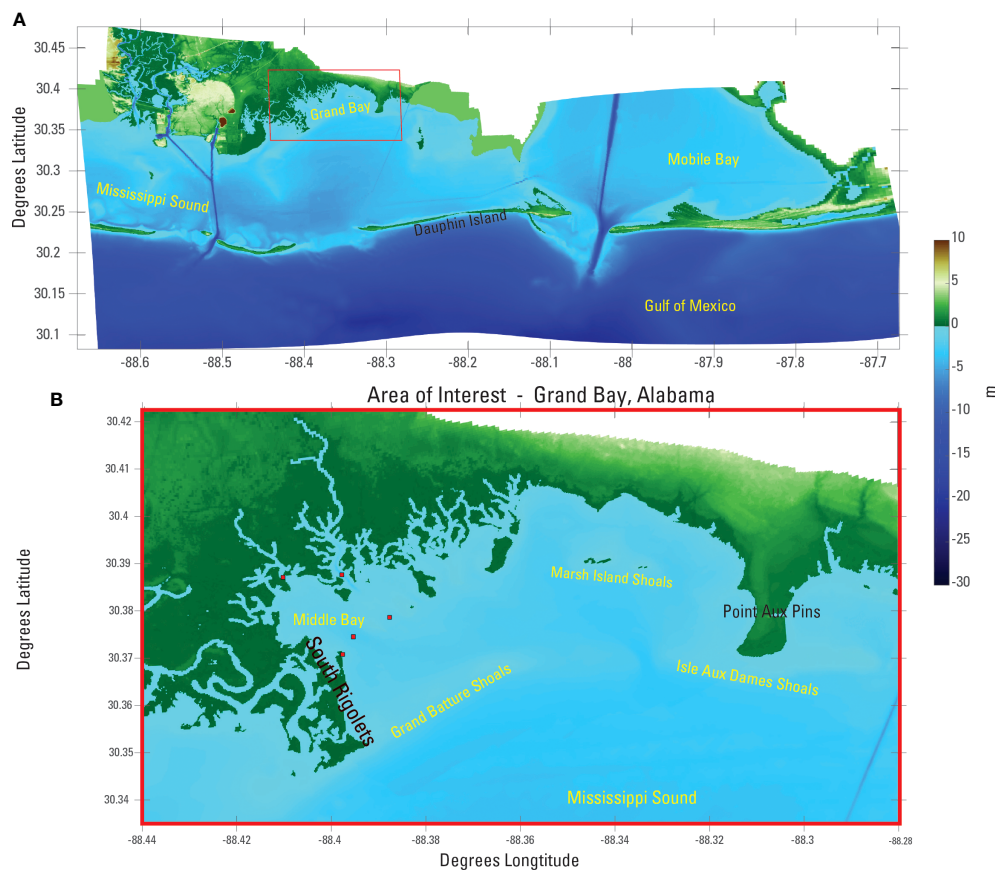 A
30.45
30.4
30.35
30.3
30.25
30.2
30.15
30.1
Degrees Latitude
Grand Bay
Mobile Bay
Mississippi Sound
Dauphin Island
Gulf of Mexico
-88.6 -88.5 -88.4 -88.3 -88.2 -88.1 -88 -87.9 -87.8 -87.7
10
5
0
-5
-10
-15
-20
-25
-30
m
B
Area of Interest - Grand Bay, Alabama
30.42
30.41
30.4
30.39
30.38
30.37
30.36
30.35
30.34
Degrees Latitude
Marsh Island Shoals
Point Aux Pins
Middle Bay
South Rigolets
Grand Batture Shoals
Isle Aux Dames Shoals
Mississippi Sound
-88.44 -88.42 -88.4 -88.38 -88.36 -88.34 -88.32 -88.3 -88.28
Degrees Longtitude